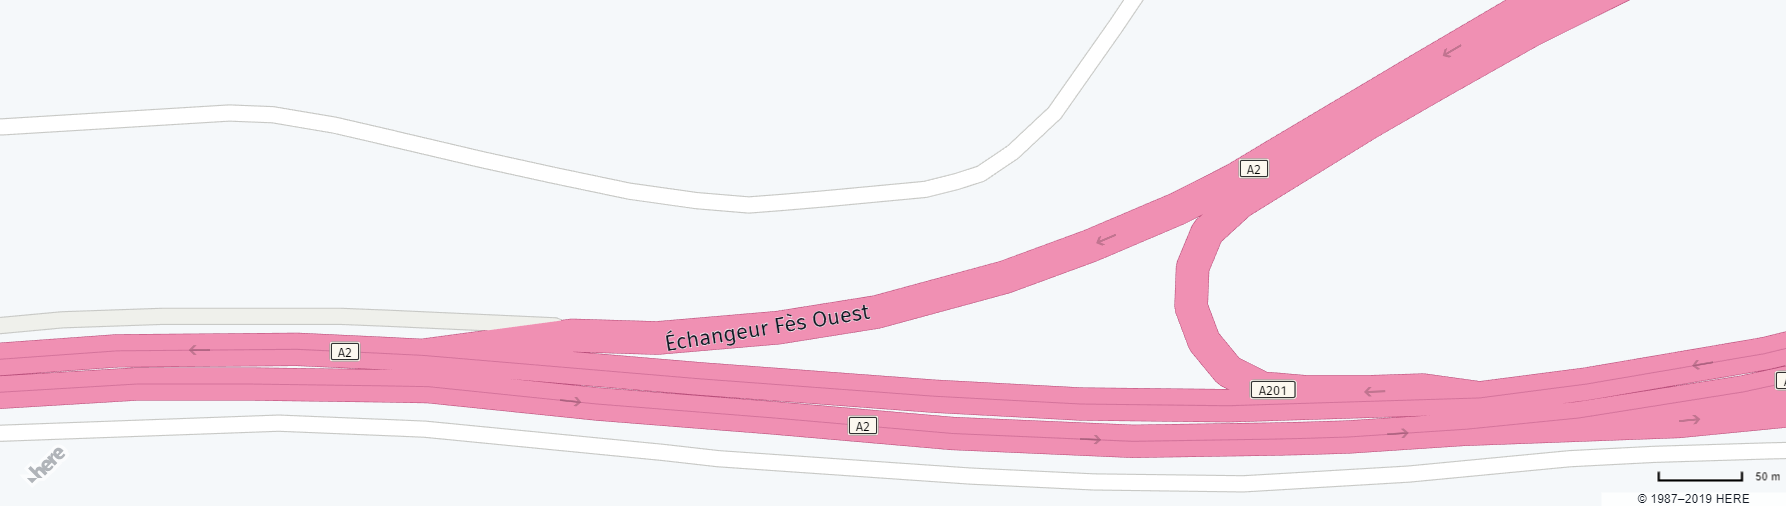 A2
Échangeur Fès Ouest
A2
A201
A2
here
50 m
© 1987–2019 HERE